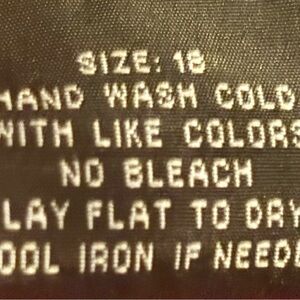 SIZE: 18
HAND WASH COLD
WITH LIKE COLORS
NO BLEACH
LAY FLAT TO DRY
OOL IRON IF NEEDE